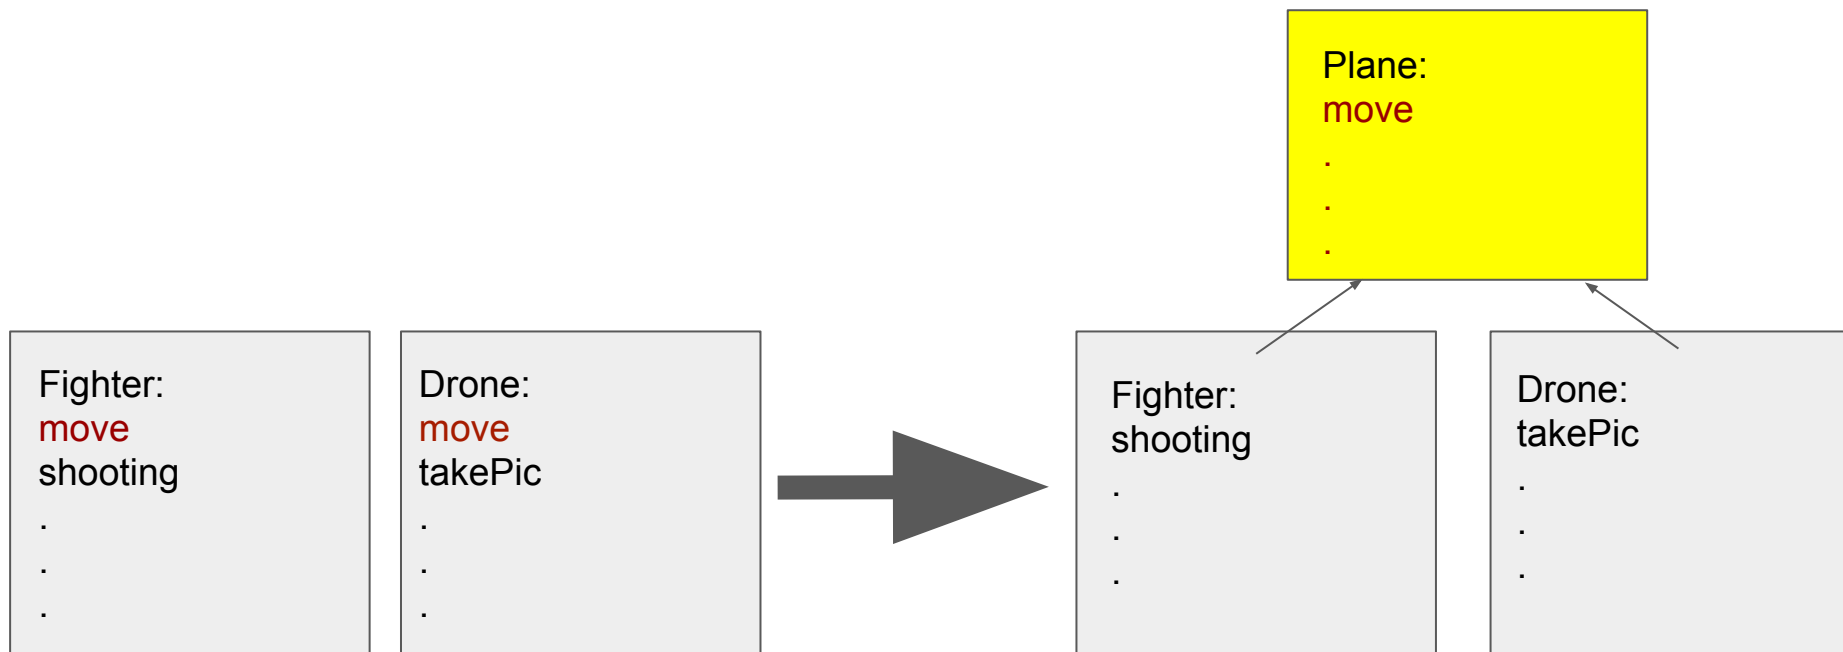 Plane:
move
.
.
.
Fighter:
move
shooting
.
.
.
Drone:
move
takePic
.
.
.
Fighter:
shooting
.
.
.
Drone:
takePic
.
.
.